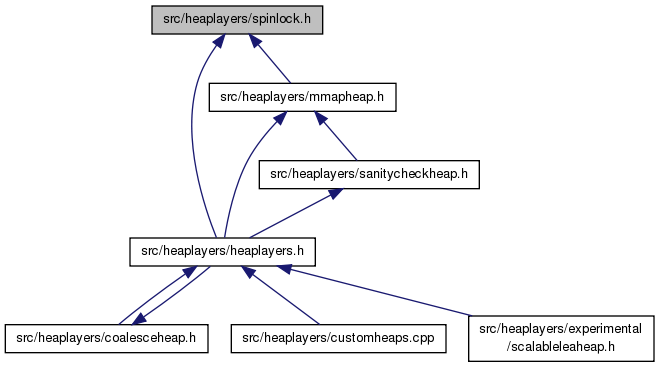 src/heaplayers/spinlock.h
src/heaplayers/mmapheap.h
src/heaplayers/sanitycheckheap.h
src/heaplayers/heaplayers.h
src/heaplayers/coalesceheap.h
src/heaplayers/customheaps.cpp
src/heaplayers/experimental
/scalableleaheap.h